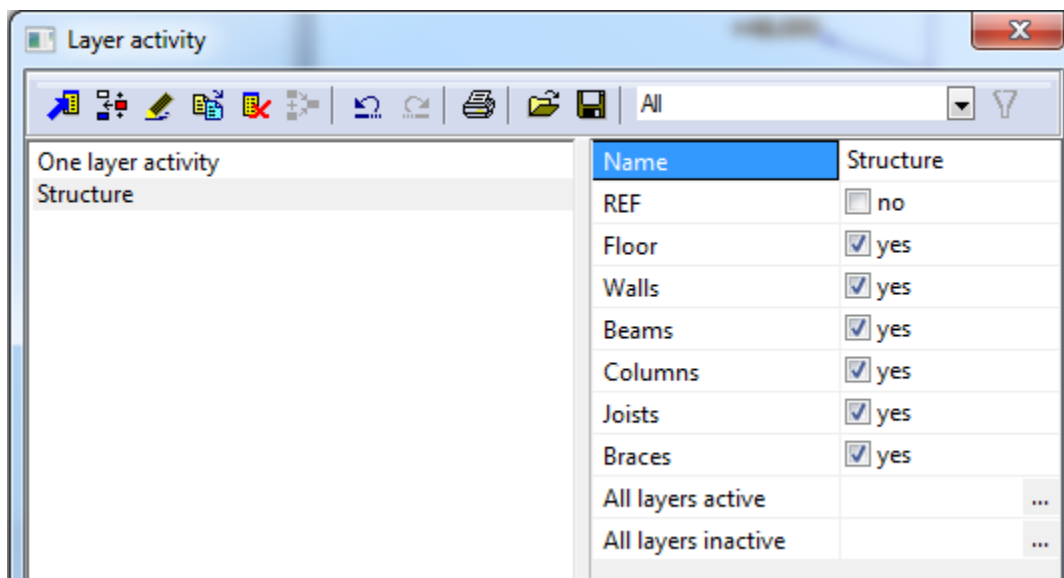 Layer activity
All
One layer activity
Structure
Name Structure
REF no
Floor yes
Walls yes
Beams yes
Columns yes
Joists yes
Braces yes
All layers active ...
All layers inactive ...